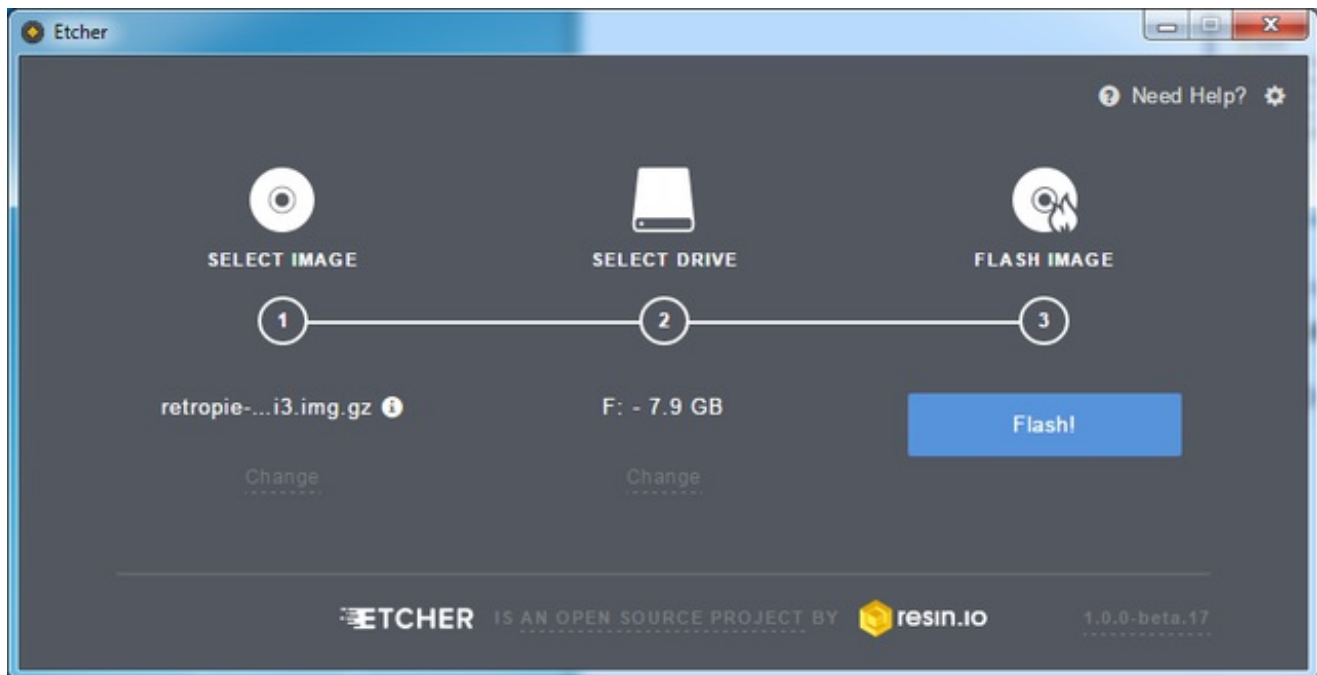 Etcher
Need Help?
SELECT IMAGE
SELECT DRIVE
FLASH IMAGE
1
2
3
retropie-...i3.img.gz
F: - 7.9 GB
Flash!
Change
Change
ETCHER IS AN OPEN SOURCE PROJECT BY resin.io 1.0.0-beta.17